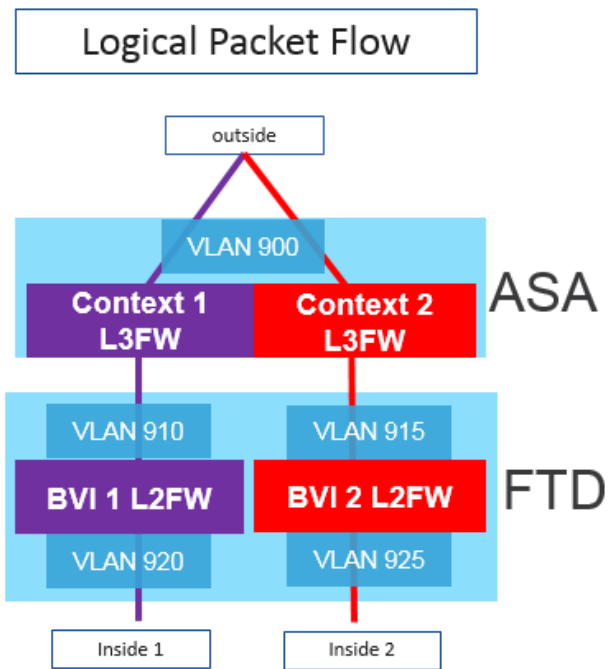 Logical Packet Flow
outside
VLAN 900
Context 1
L3FW
Context 2
L3FW
ASA
VLAN 910
VLAN 915
BVI 1 L2FW
BVI 2 L2FW
FTD
VLAN 920
VLAN 925
Inside 1
Inside 2